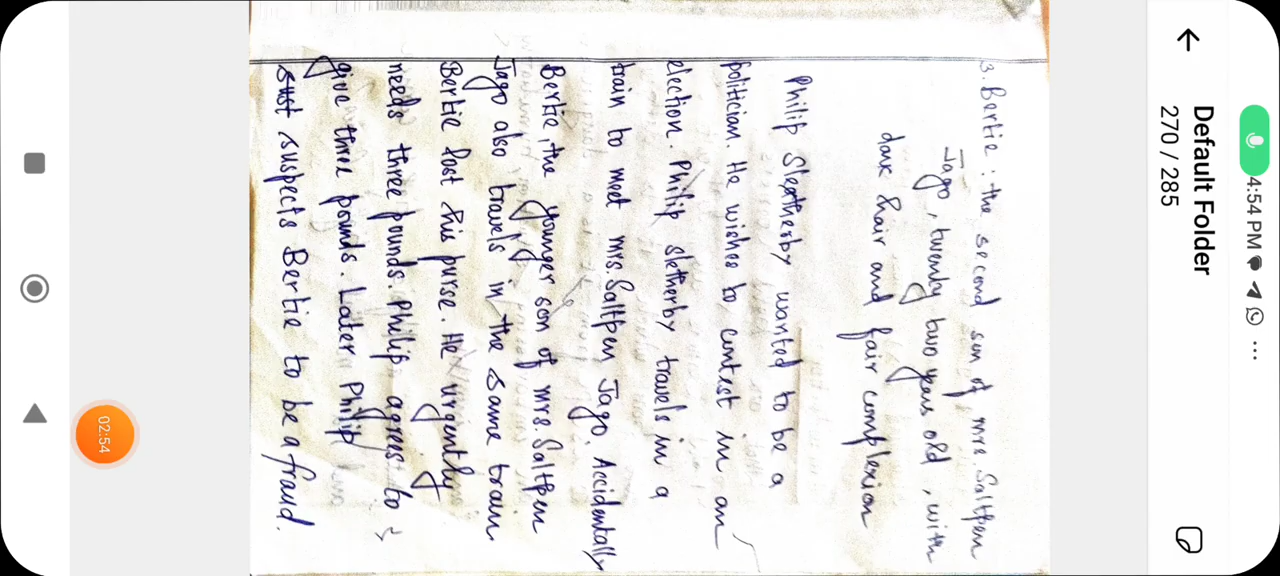 4:54 PM ...
Default Folder
270 / 285
3. Bertie : the second son of mrs. Saltpen
Jago, twenty two years old, with
dark hair and fair complexion
Philip Sletherby wanted to be a
politician. He wishes to contest in an
election. Philip sletherby travels in a
train to meet mrs. Saltpen Jago. Accidentally
Bertie, the younger son of mrs. Saltpen
Jago also travels in the same train
Bertie lost his purse. He urgently
needs three pounds. Philip agrees to
give three pounds. Later Philip
suspects Bertie to be a fraud.
02:54